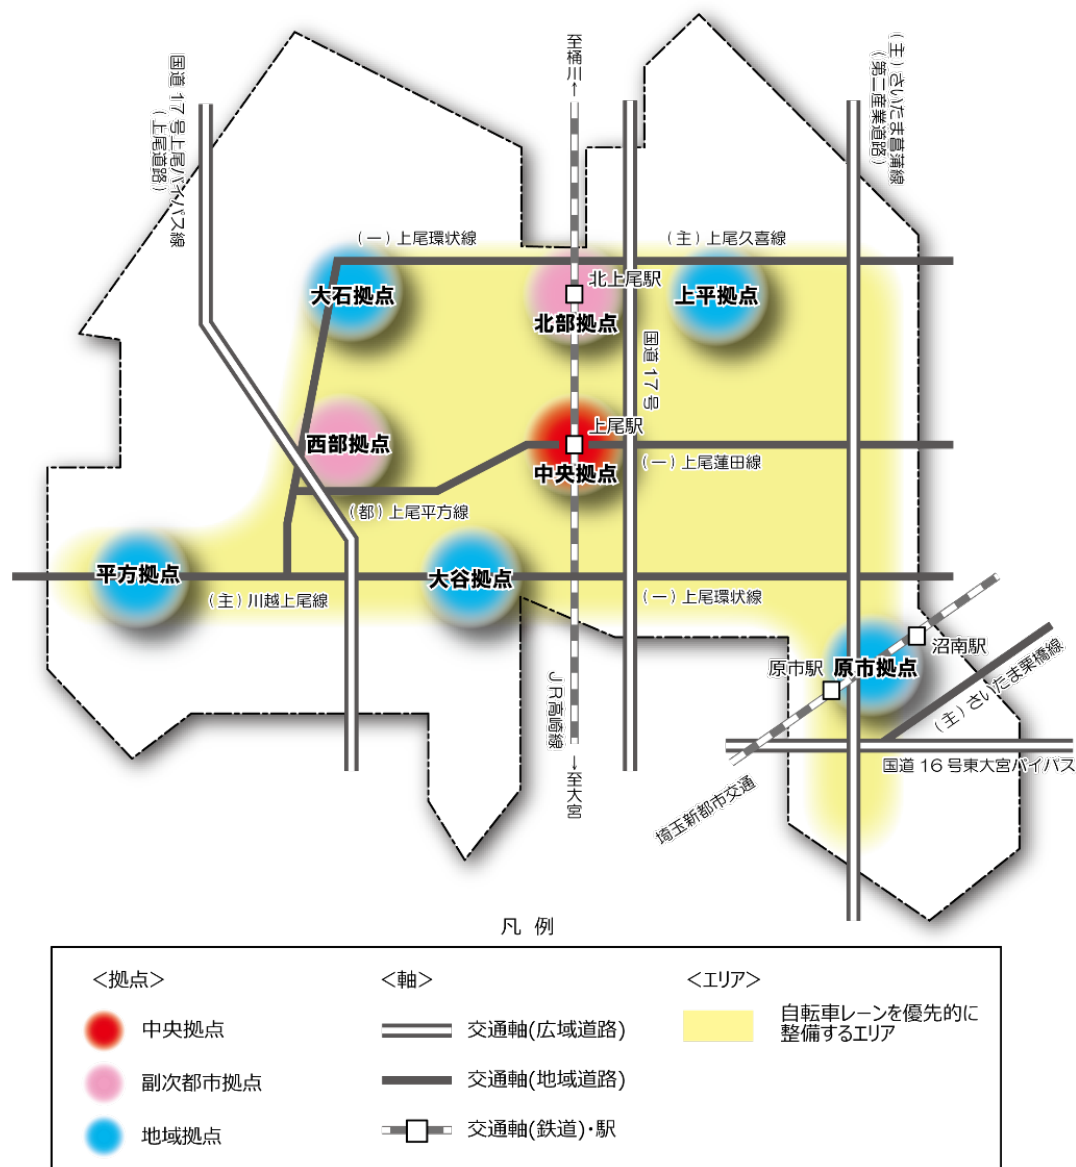 至桶川←
(主)さいたま菖蒲線
(第二産業道路)
国道17号上尾バイパス線
(上尾道路)
(一)上尾環状線
(主)上尾久喜線
北上尾駅
大石拠点
北部拠点
上平拠点
国道17号
上尾駅
西部拠点
中央拠点
(一)上尾蓮田線
(都)上尾平方線
平方拠点
大谷拠点
(主)川越上尾線
(一)上尾環状線
沼南駅
原市駅
原市拠点
(主)さいたま栗橋線
JR高崎線
→至大宮
国道16号東大宮バイパス
埼玉新都市交通
凡例
<拠点>
<軸>
<エリア>
中央拠点
交通軸(広域道路)
自転車レーンを優先的に
整備するエリア
副次都市拠点
交通軸(地域道路)
地域拠点
交通軸(鉄道)・駅